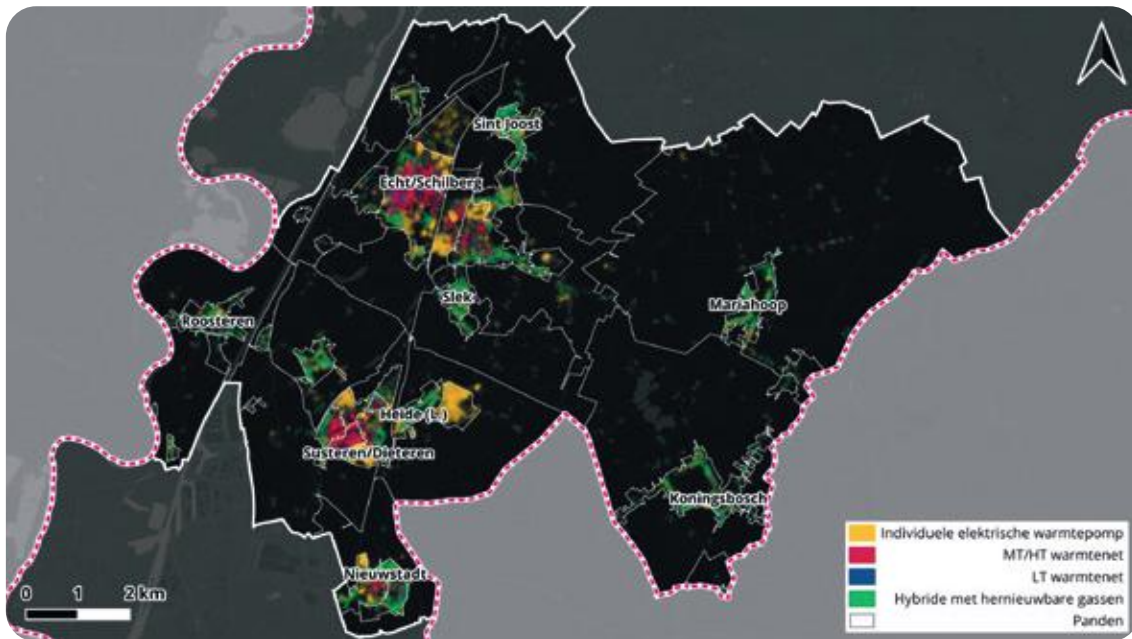 Sint Joost
Echt/Schilberg
Slek
Mariahoop
Roosteren
Heide (L.)
Susteren/Dieteren
Koningsbosch
Nieuwstadt
0 1 2 km
Individuele elektrische warmtepomp
MT/HT warmtenet
LT warmtenet
Hybride met hernieuwbare gassen
Panden